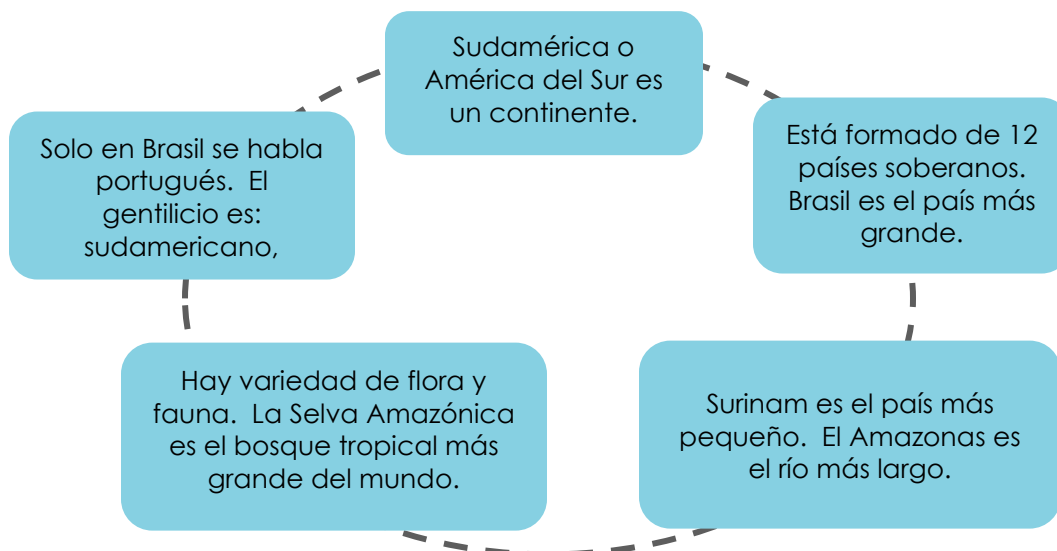 Sudamérica o
América del Sur es
un continente.
Está formado de 12
países soberanos.
Brasil es el país más
grande.
Surinam es el país más
pequeño.  El Amazonas es
el río más largo.
Hay variedad de flora y
fauna.  La Selva Amazónica
es el bosque tropical más
grande del mundo.
Solo en Brasil se habla
portugués.  El
gentilicio es:
sudamericano,